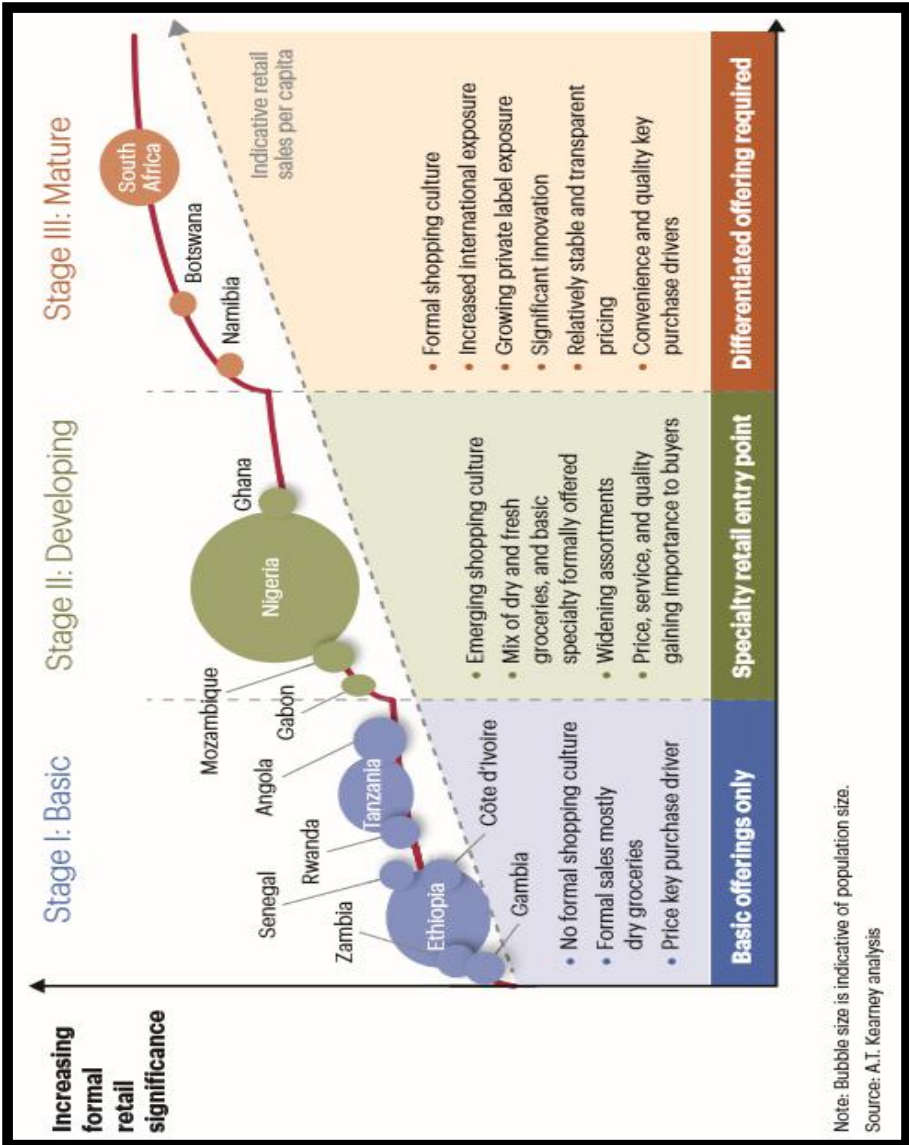 Increasing
formal
retail
significance
Stage I: Basic
Stage II: Developing
Stage III: Mature
Zambia
Senegal
Rwanda
Angola
Mozambique
Gabon
Ghana
Namibia
Botswana
South
Africa
Nigeria
Tanzania
Ethiopia
Côte d'Ivoire
Gambia
Indicative retail
sales per capita
• No formal shopping culture
• Formal sales mostly
dry groceries
• Price key purchase driver
• Emerging shopping culture
• Mix of dry and fresh
groceries, and basic
specialty formally offered
• Widening assortments
• Price, service, and quality
gaining importance to buyers
• Formal shopping culture
• Increased international exposure
• Growing private label exposure
• Significant innovation
• Relatively stable and transparent
pricing
• Convenience and quality key
purchase drivers
Basic offerings only
Specialty retail entry point
Differentiated offering required
Note: Bubble size is indicative of population size.
Source: A.T. Kearney analysis